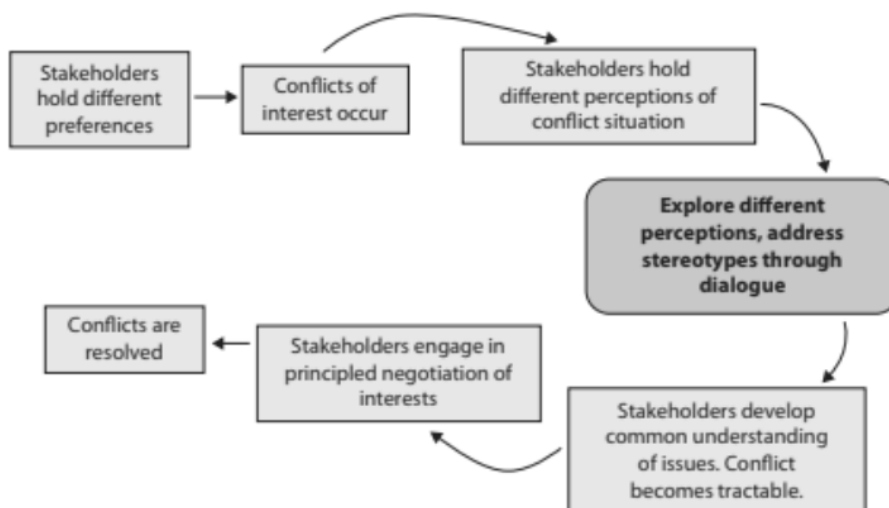 Stakeholders
hold different
preferences
Conflicts of
interest occur
Stakeholders hold
different perceptions of
conflict situation
Explore different
perceptions, address
stereotypes through
dialogue
Stakeholders develop
common understanding
of issues. Conflict
becomes tractable.
Stakeholders engage in
principled negotiation of
interests
Conflicts are
resolved